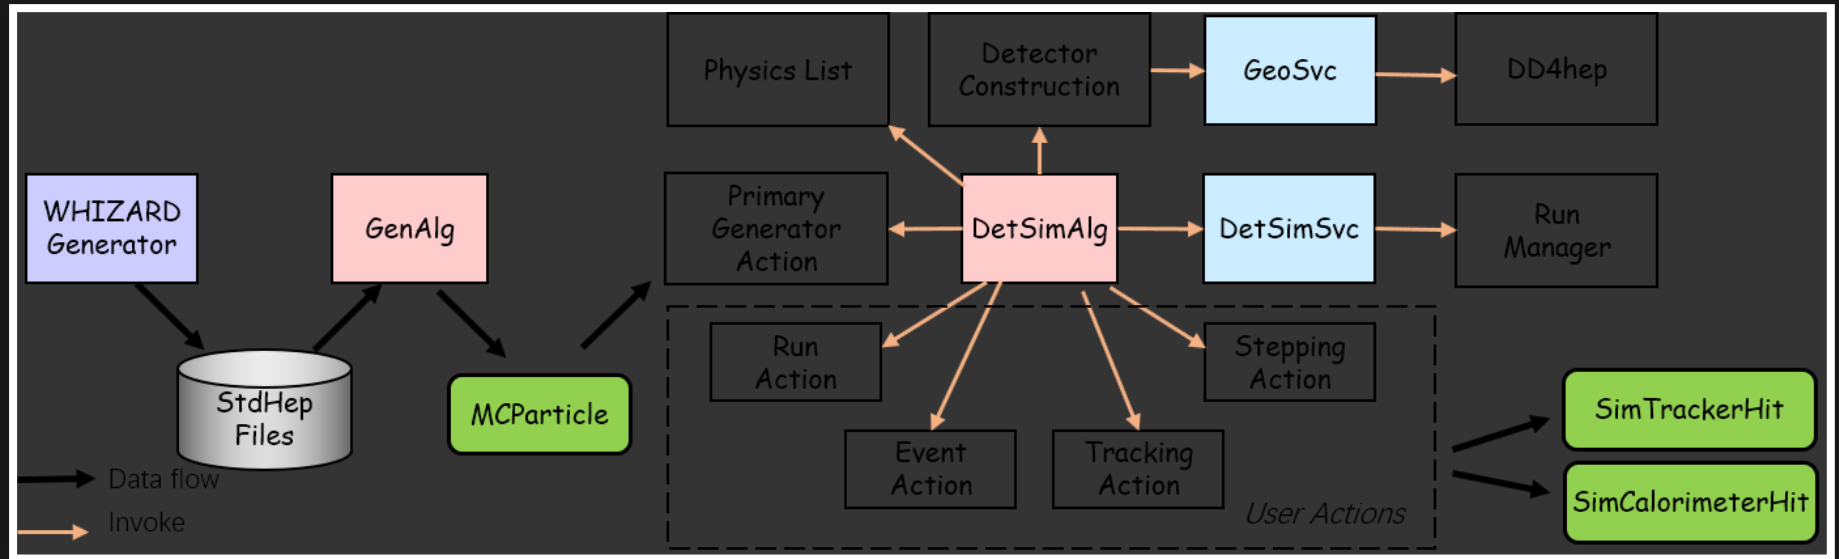 Physics List
Detector
Construction
GeoSvc
DD4hep
WHIZARD
Generator
GenAlg
Primary
Generator
Action
DetSimAlg
DetSimSvc
Run
Manager
StdHep
Files
MCParticle
Run
Action
Stepping
Action
Event
Action
Tracking
Action
User Actions
SimTrackerHit
SimCalorimeterHit
Data flow
Invoke